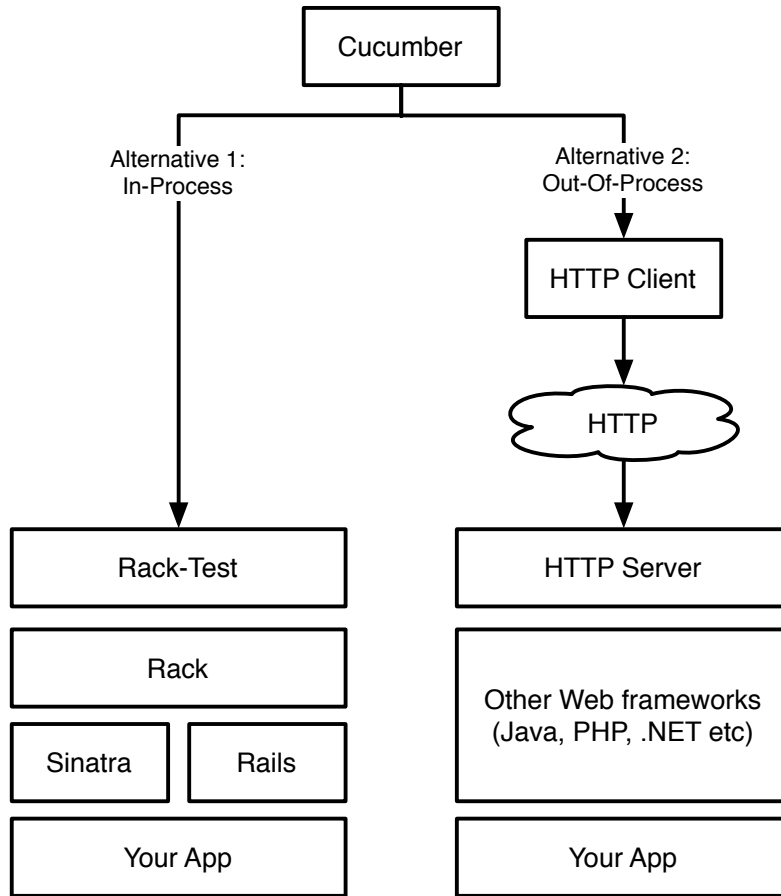 Cucumber
Alternative 1:
In-Process
Alternative 2:
Out-Of-Process
HTTP Client
HTTP
Rack-Test
HTTP Server
Rack
Other Web frameworks
(Java, PHP, .NET etc)
Sinatra
Rails
Your App
Your App